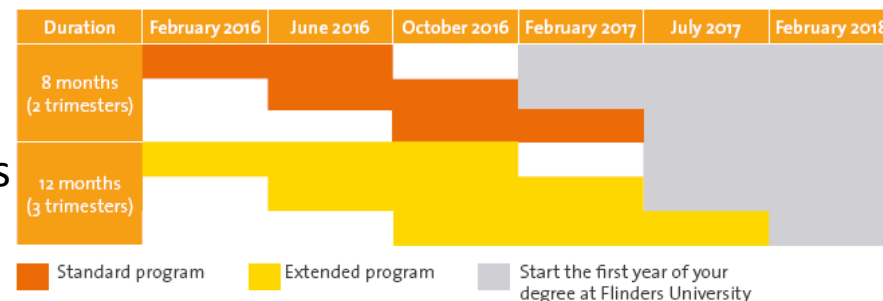 Duration February 2016 June 2016 October 2016 February 2017 July 2017 February 2018
8 months
(2 trimesters)
s
12 months
(3 trimesters)
Standard program Extended program Start the first year of your
degree at Flinders University